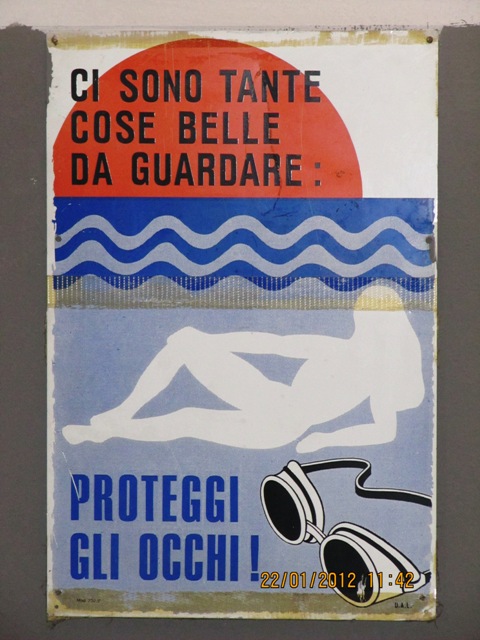 CI SONO TANTE
COSE BELLE
DA GUARDARE:
PROTEGGI
GLI OCCHI!
22/01/2012 11:42
D.A.E.